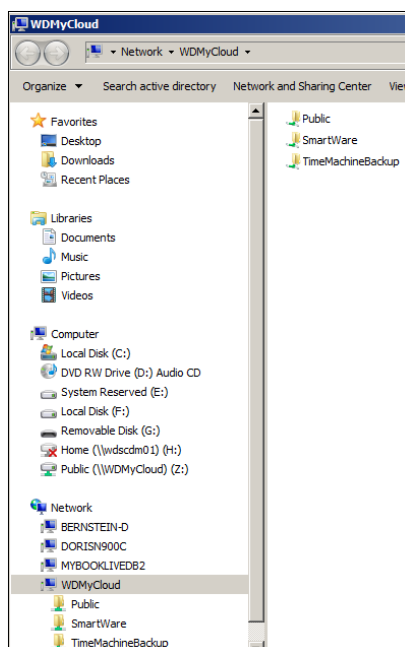 WDMyCloud
Network WDMyCloud
Organize Search active directory Network and Sharing Center
Favorites
Desktop
Downloads
Recent Places
Libraries
Documents
Music
Pictures
Videos
Computer
Local Disk (C:)
DVD RW Drive (D:) Audio CD
System Reserved (E:)
Local Disk (F:)
Removable Disk (G:)
Home (\\wdscdm01) (H:)
Public (\\WDMyCloud) (Z:)
Network
BERNSTEIN-D
DORISN900C
MYBOOKLIVEDB2
WDMyCloud
Public
SmartWare
TimeMachineBackup
Public
SmartWare
TimeMachineBackup